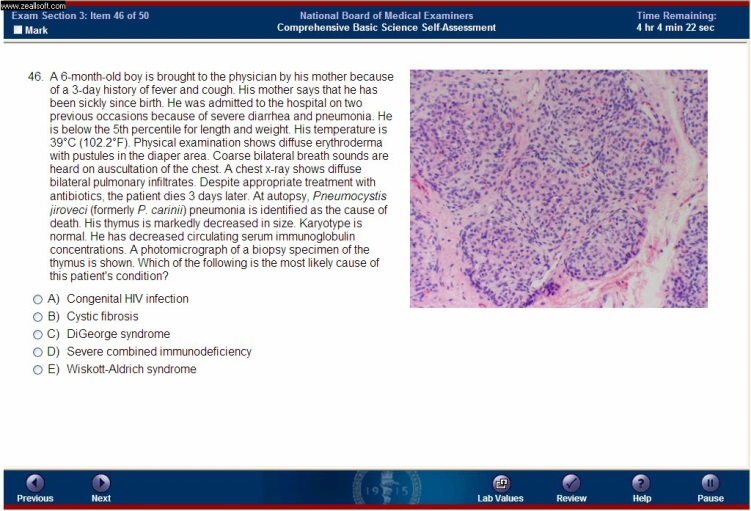 www.zeallsoft.com
Exam Section 3: Item 46 of 50
National Board of Medical Examiners
Time Remaining:
Mark
Comprehensive Basic Science Self-Assessment
4 hr 4 min 22 sec
46. A 6-month-old boy is brought to the physician by his mother because
of a 3-day history of fever and cough. His mother says that he has
been sickly since birth. He was admitted to the hospital on two
previous occasions because of severe diarrhea and pneumonia. He
is below the 5th percentile for length and weight. His temperature is
39°C (102.2°F). Physical examination shows diffuse erythroderma
with pustules in the diaper area. Coarse bilateral breath sounds are
heard on auscultation of the chest. A chest x-ray shows diffuse
bilateral pulmonary infiltrates. Despite appropriate treatment with
antibiotics, the patient dies 3 days later. At autopsy, Pneumocystis
jiroveci (formerly P. carinii) pneumonia is identified as the cause of
death. His thymus is markedly decreased in size. Karyotype is
normal. He has decreased circulating serum immunoglobulin
concentrations. A photomicrograph of a biopsy specimen of the
thymus is shown. Which of the following is the most likely cause of
this patient's condition?
A) Congenital HIV infection
B) Cystic fibrosis
C) DiGeorge syndrome
D) Severe combined immunodeficiency
E) Wiskott-Aldrich syndrome
Previous
Next
1915
Lab Values
Review
Help
Pause